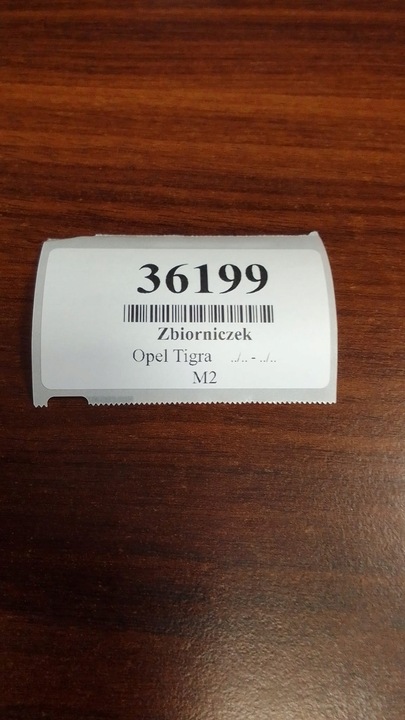 36199
Zbiorniczek
Opel Tigra ../.. - ../..
M2